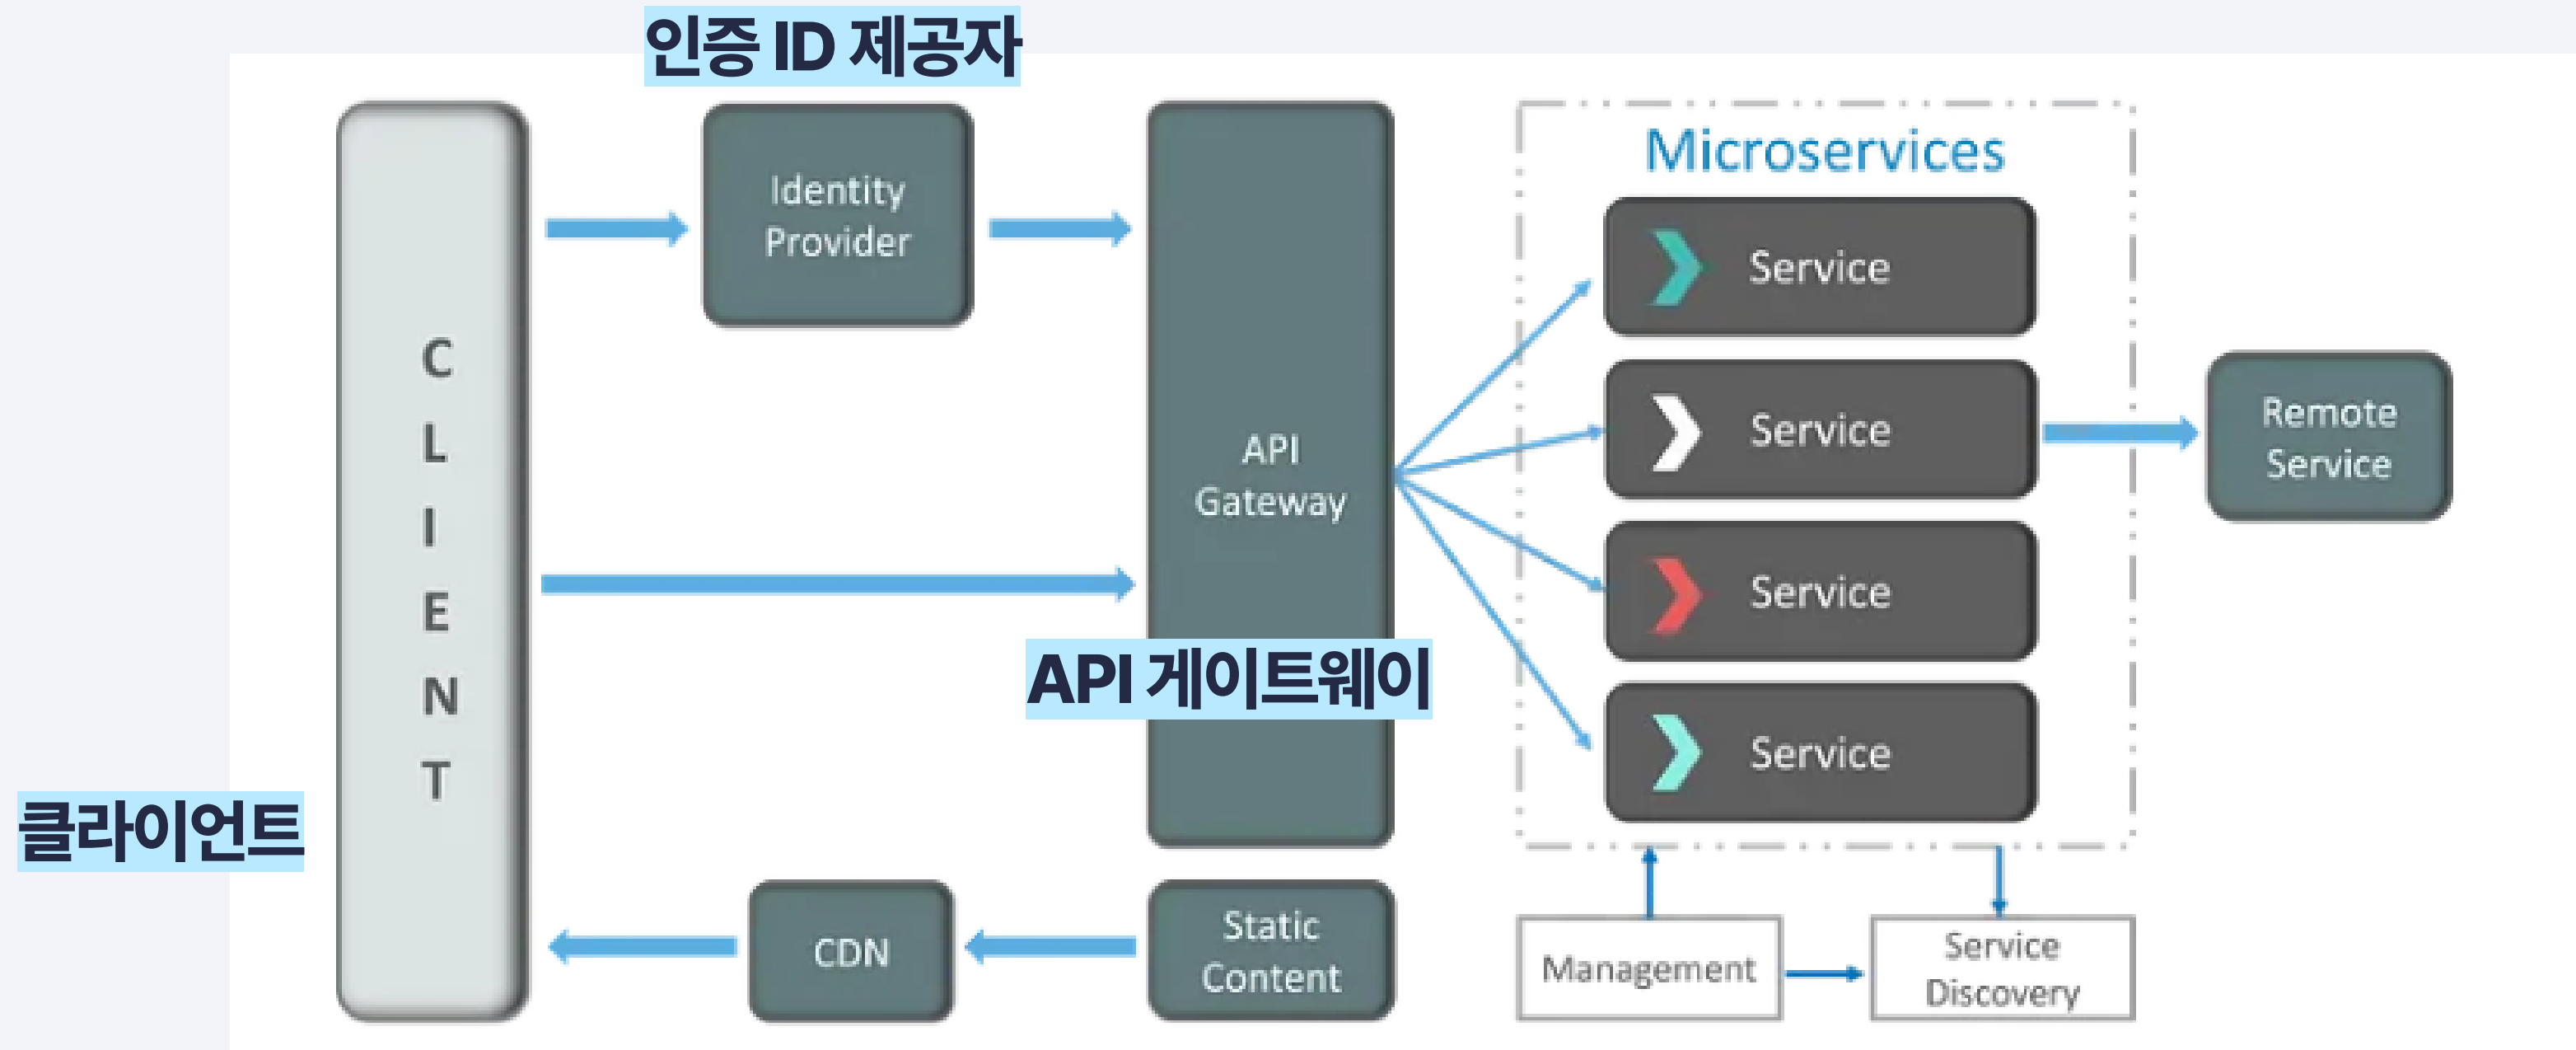 인증 ID 제공자
CLIENT
Identity
Provider
API
Gateway
API 게이트웨이
클라이언트
CDN
Static
Content
Microservices
Service
Service
Service
Service
Remote
Service
Management
Service
Discovery